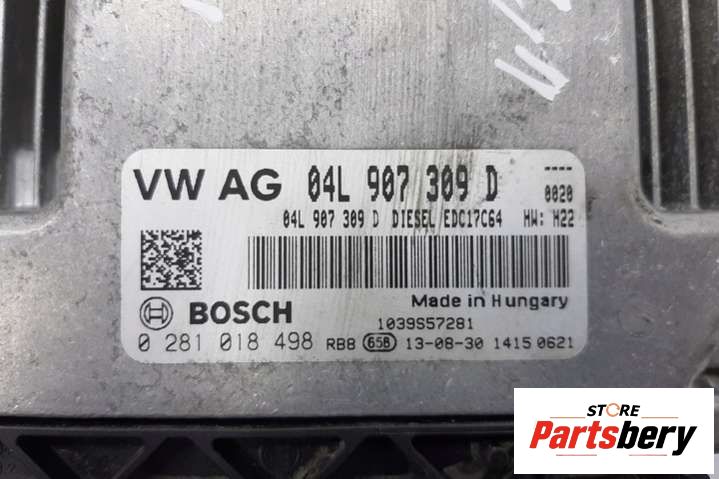 VW AG 04L 907 309 D
----
0020
04L 907 309 D DIESEL EDC17C64 HW: H22
Made in Hungary
BOSCH
1039S57281
0 281 018 498 RB8 658 13-08-30 1415 0621
STORE
Partsbery